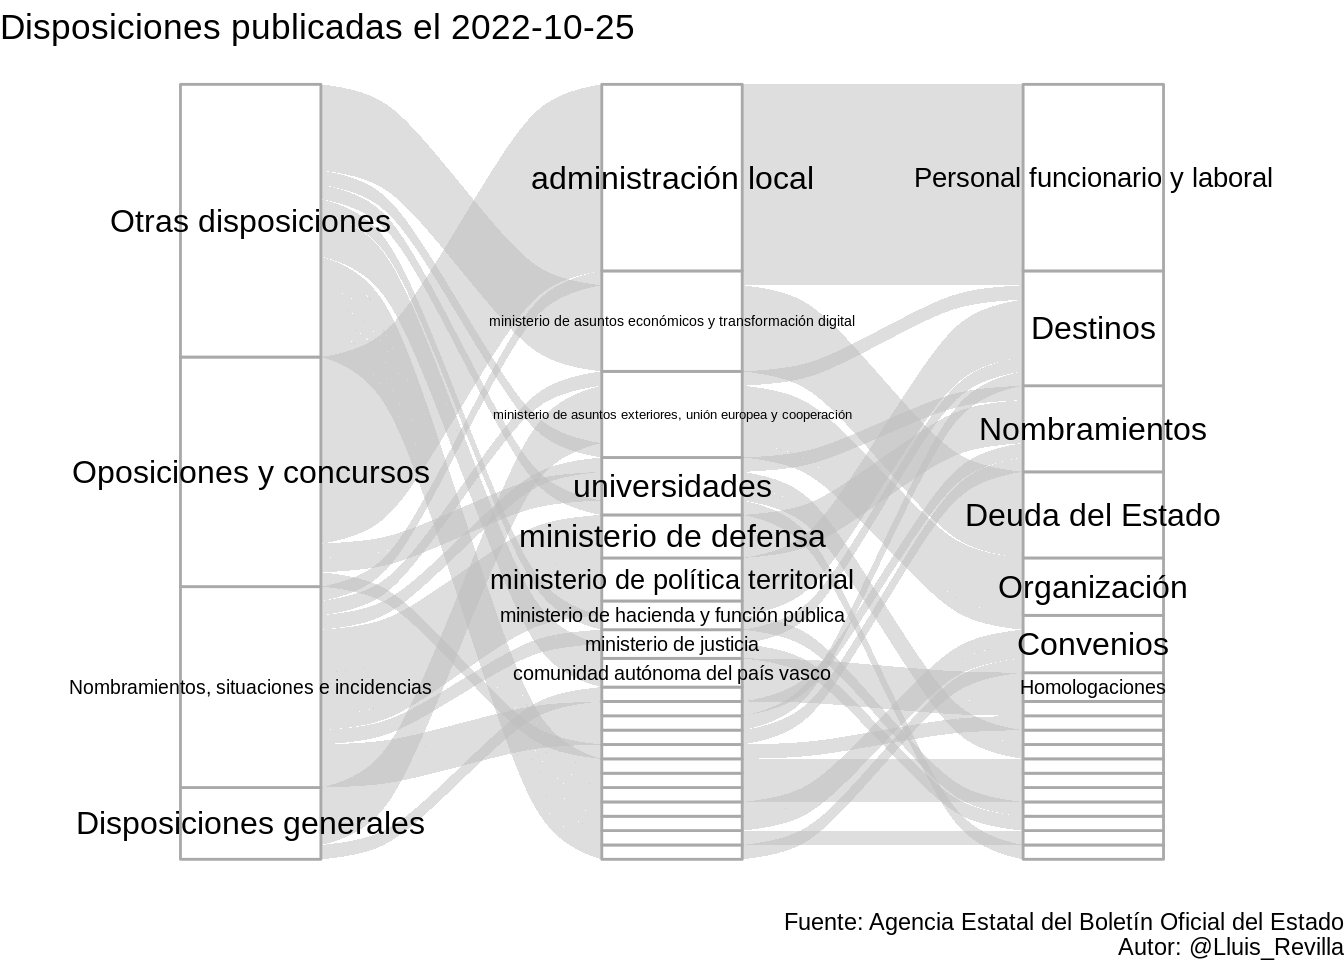 Disposiciones publicadas el 2022-10-25
Otras disposiciones
Oposiciones y concursos
Nombramientos, situaciones e incidencias
Disposiciones generales
administración local
ministerio de asuntos económicos y transformación digital
ministerio de asuntos exteriores, unión europea y cooperación
universidades
ministerio de defensa
ministerio de política territorial
ministerio de hacienda y función pública
ministerio de justicia
comunidad autónoma del país vasco
Personal funcionario y laboral
Destinos
Nombramientos
Deuda del Estado
Organización
Convenios
Homologaciones
Fuente: Agencia Estatal del Boletín Oficial del Estado
Autor: @Lluis_Revilla